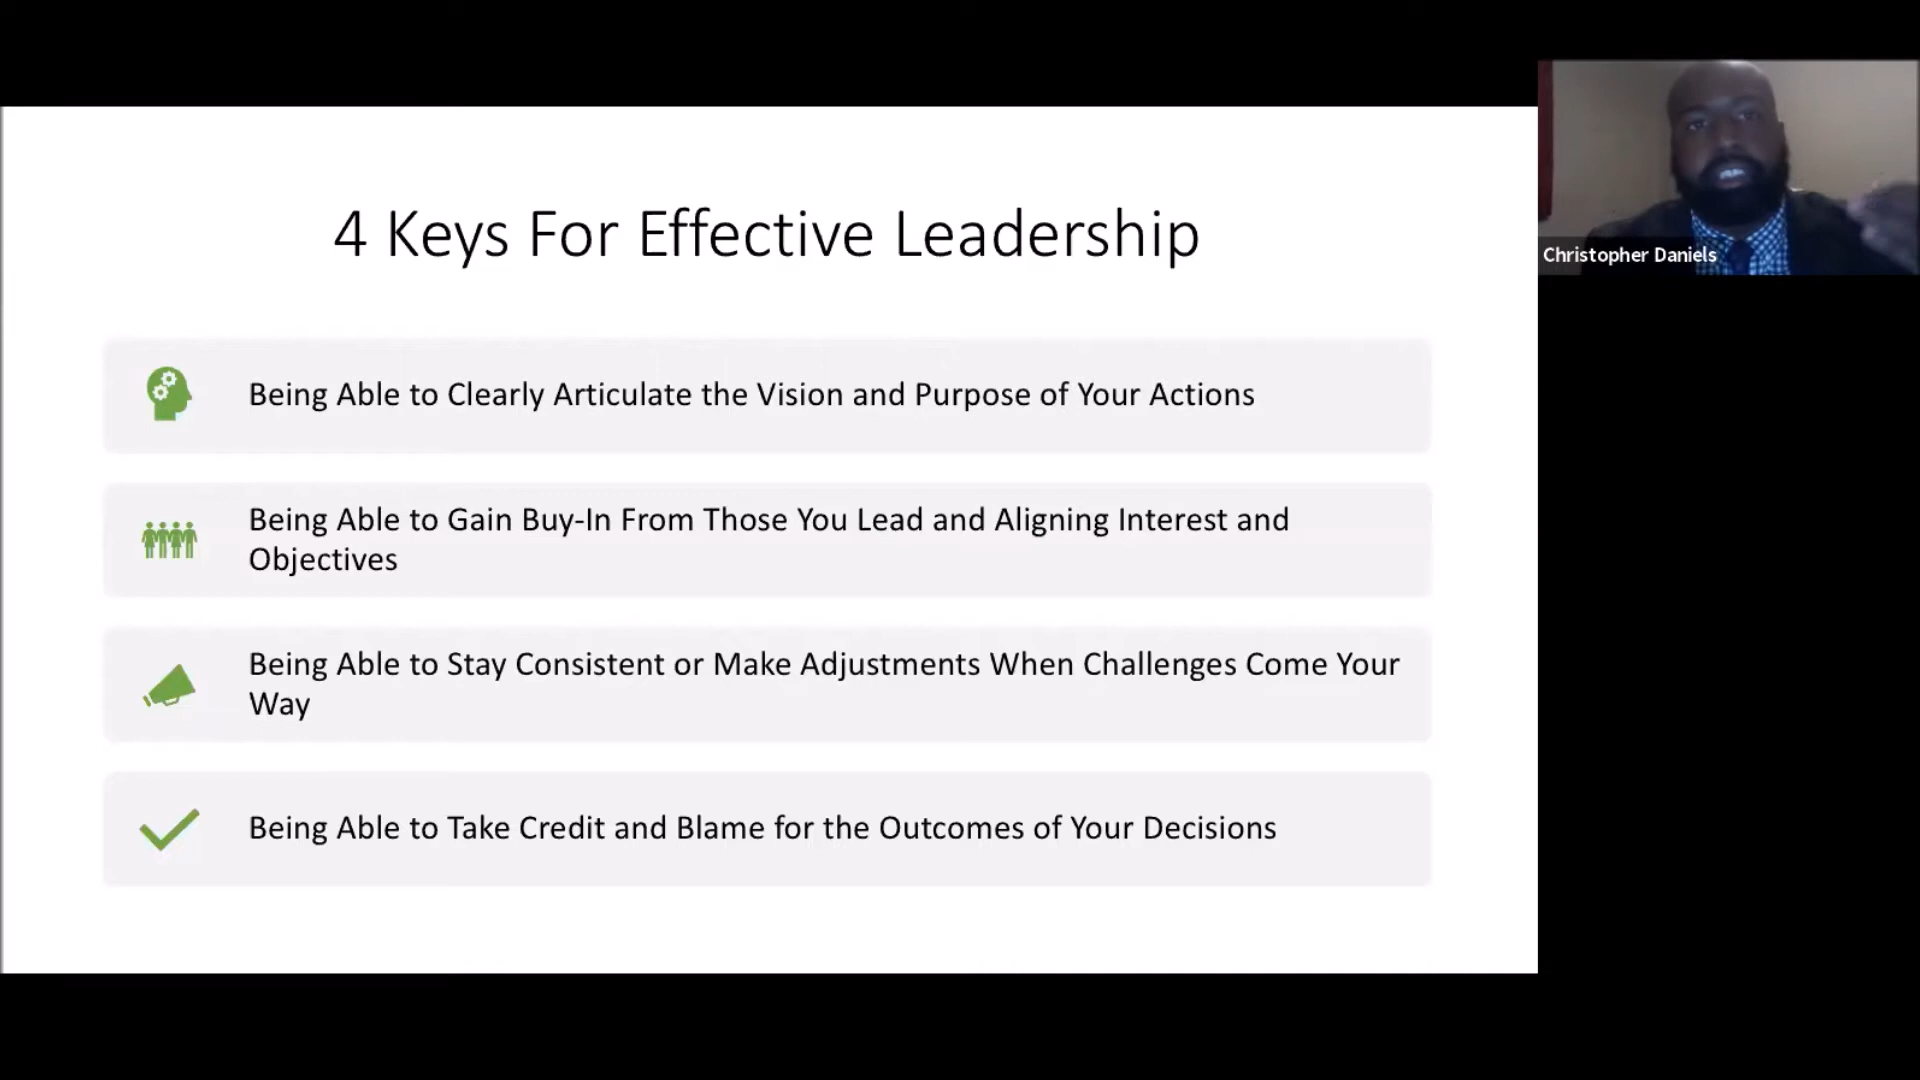 4 Keys For Effective Leadership
Being Able to Clearly Articulate the Vision and Purpose of Your Actions
Being Able to Gain Buy-In From Those You Lead and Aligning Interest and
Objectives
Being Able to Stay Consistent or Make Adjustments When Challenges Come Your
Way
Being Able to Take Credit and Blame for the Outcomes of Your Decisions
Christopher Daniels